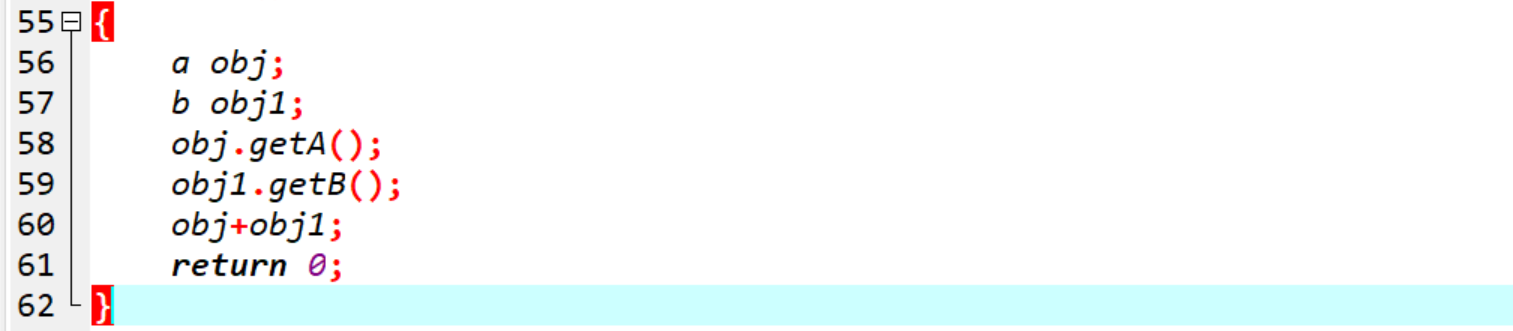 55 {
56 a obj;
57 b obj1;
58 obj.getA();
59 obj1.getB();
60 obj+obj1;
61 return 0;
62 }